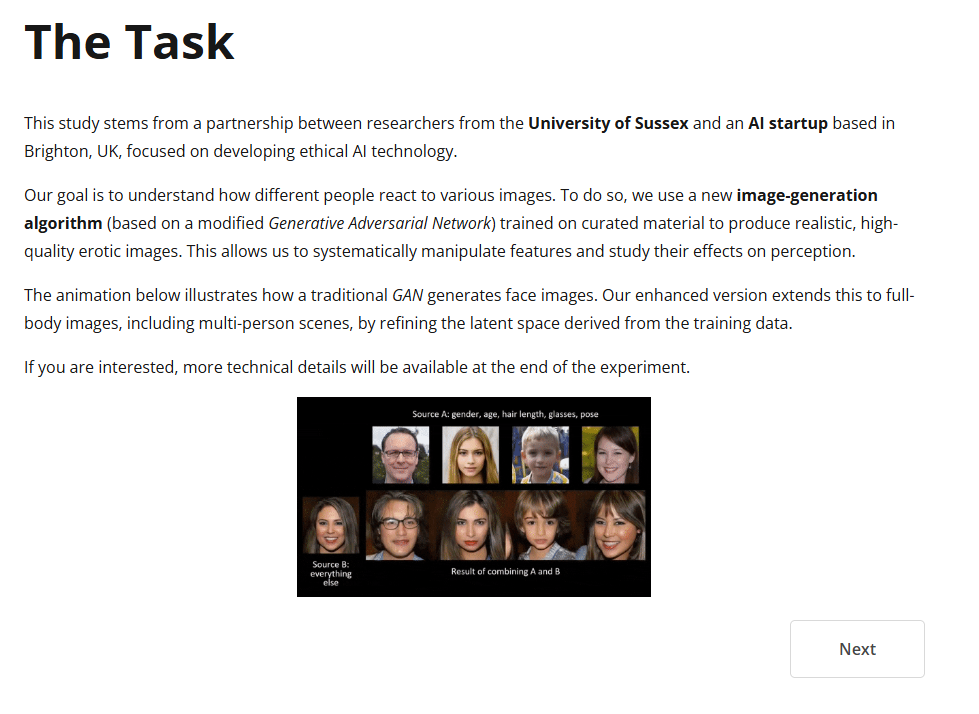 The Task
This study stems from a partnership between researchers from the University of Sussex and an AI startup based in
Brighton, UK, focused on developing ethical AI technology.
Our goal is to understand how different people react to various images. To do so, we use a new image-generation
algorithm (based on a modified Generative Adversarial Network) trained on curated material to produce realistic, high-
quality erotic images. This allows us to systematically manipulate features and study their effects on perception.
The animation below illustrates how a traditional GAN generates face images. Our enhanced version extends this to full-
body images, including multi-person scenes, by refining the latent space derived from the training data.
If you are interested, more technical details will be available at the end of the experiment.
Source A: gender, age, hair length, glasses, pose
Source B:
everything
else
Result of combining A and B
Next